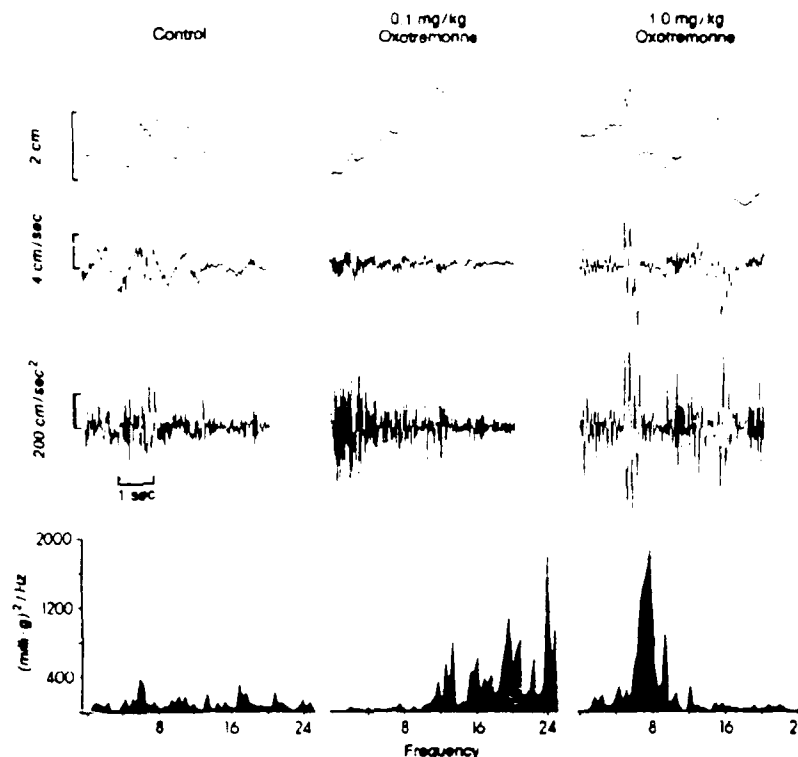 Control
0.1 mg/kg
Oxotremorine
1.0 mg/kg
Oxotremorine
2 cm
4 cm/sec
200 cm/sec²
1 sec
(milli-g)²/Hz
2000
1200
400
8 16 24
8 16 24
8 16
Frequency